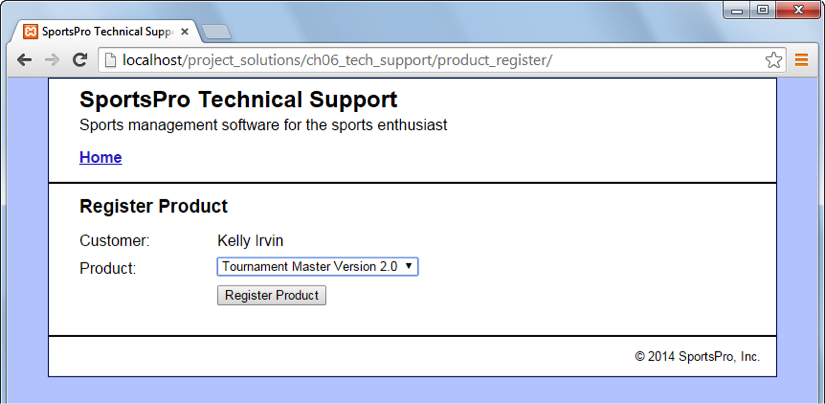 SportsPro Technical Supp
localhost/project_solutions/ch06_tech_support/product_register/
SportsPro Technical Support
Sports management software for the sports enthusiast
Home
Register Product
Customer: Kelly Irvin
Product: Tournament Master Version 2.0
Register Product
© 2014 SportsPro, Inc.